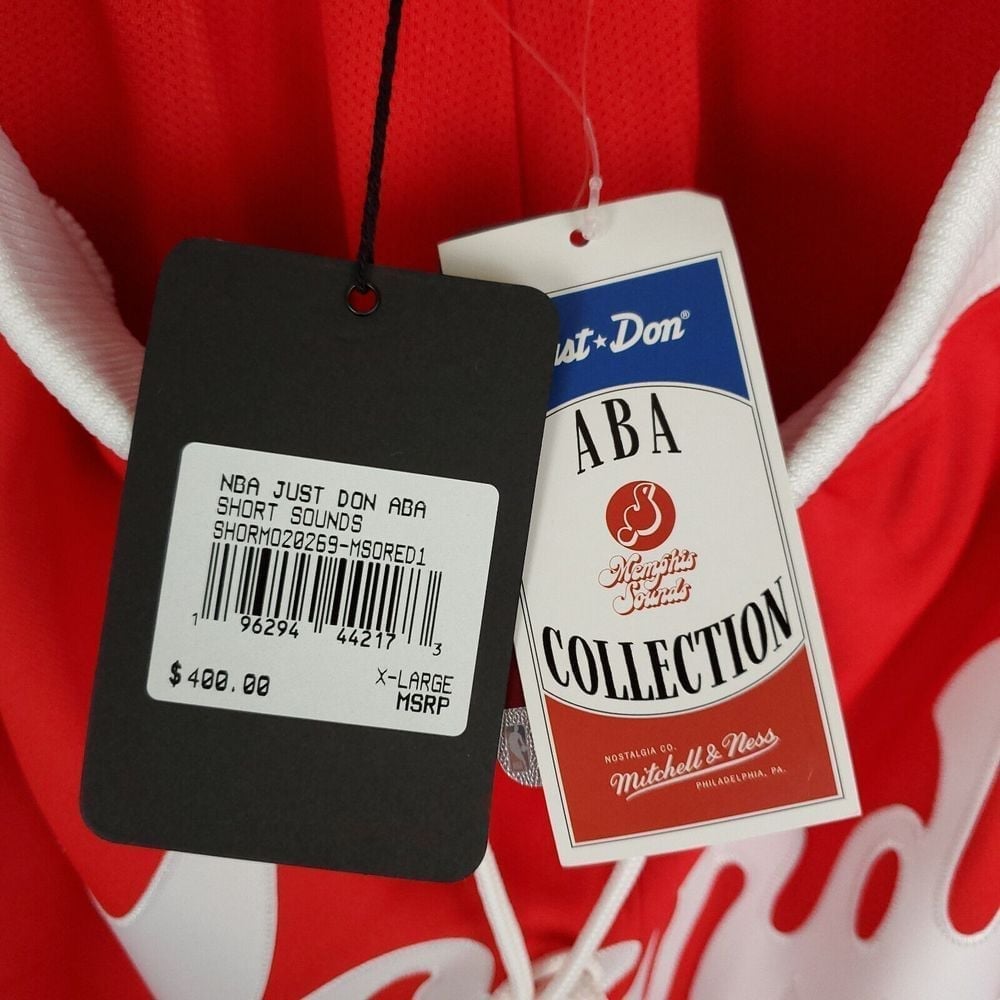 NBA JUST DON ABA
SHORT SOUNDS
SHORMO20269-MSORED1
1 96294 44217 3
$400.00
X-LARGE
MSRP
Don®
ABA
Memphis
Sounds
COLLECTION
NOSTALGIA CO.
Mitchell & Ness
PHILADELPHIA, PA.